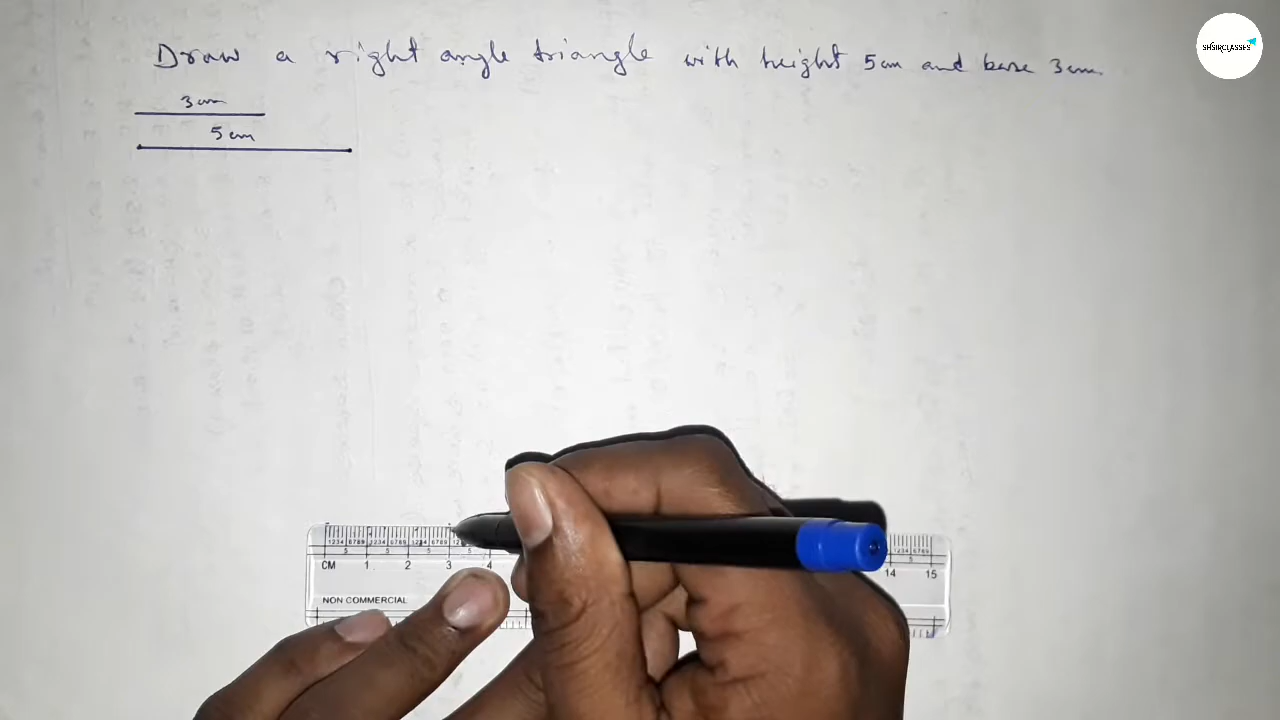 Draw a right angle triangle with height 5cm and base 3cm.
3cm
5cm
SHSIRCLASSES
CM 1 2 3 4 14 15
NON COMMERCIAL